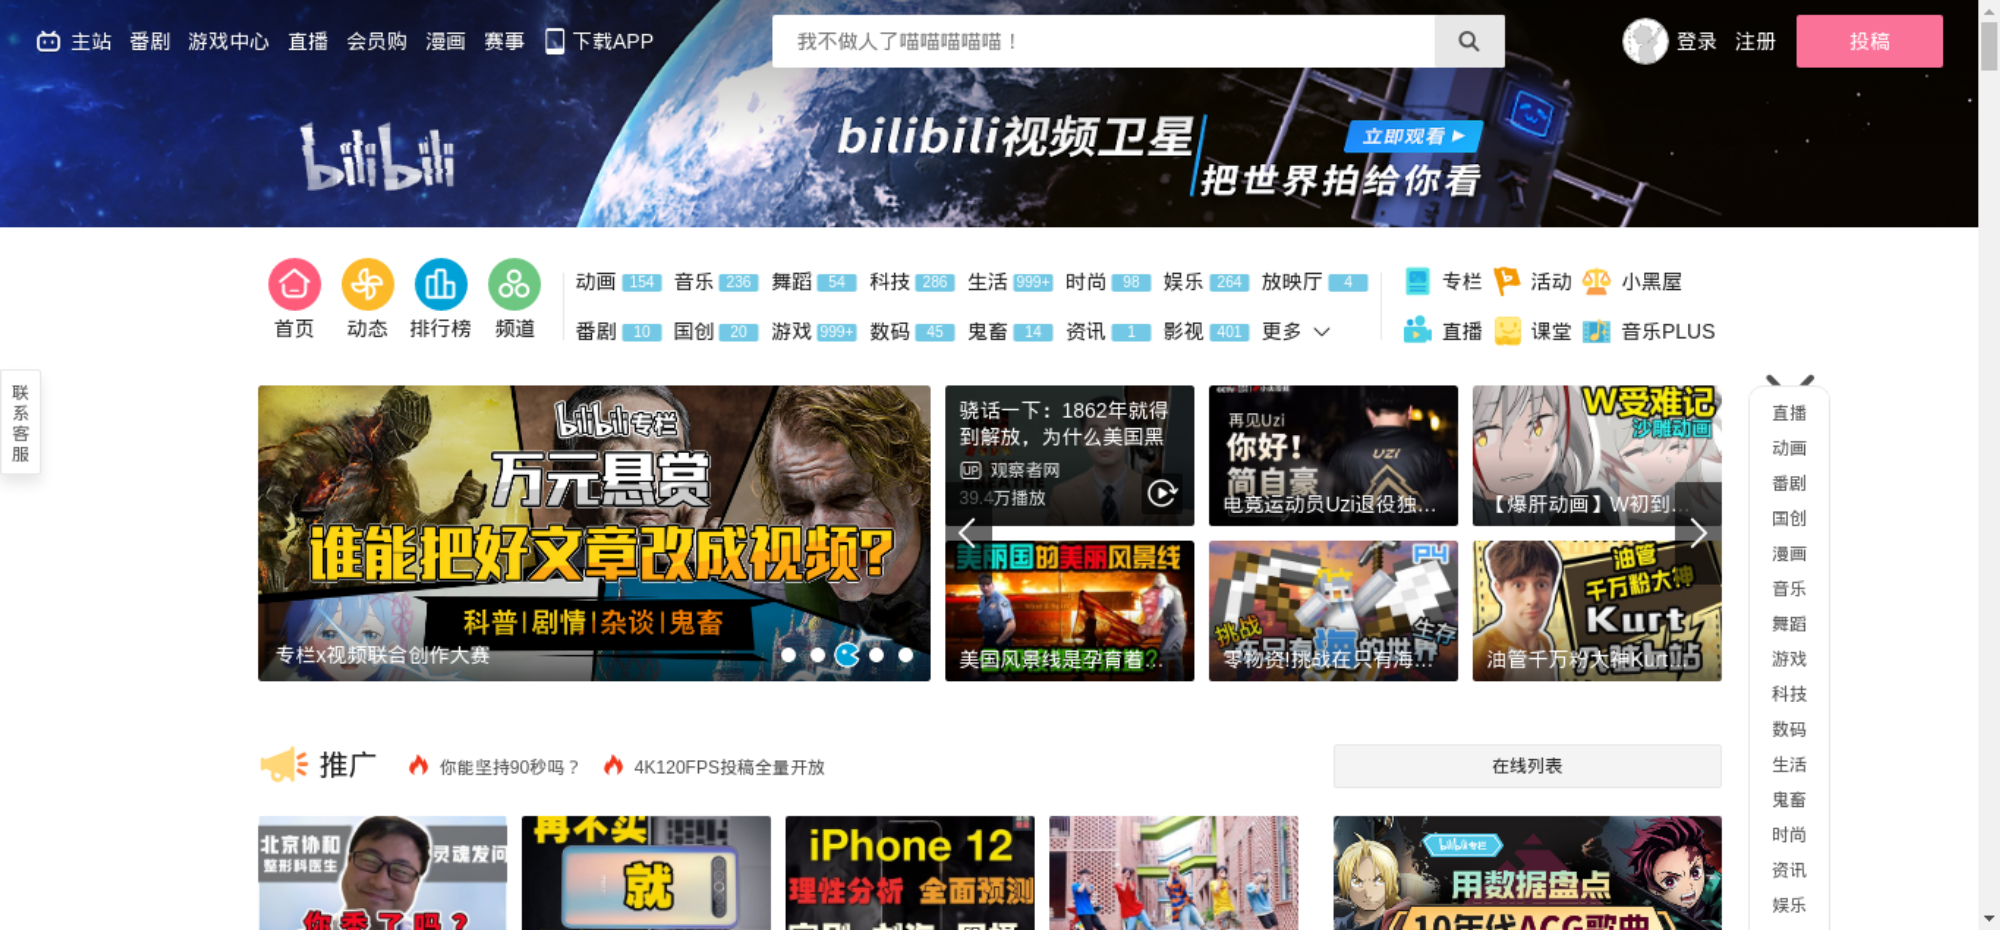 主站 番剧 游戏中心 直播 会员购 漫画 赛事 下载APP
我不做人了喵喵喵喵喵！
登录 注册 投稿
bilibili
bilibili视频卫星
立即观看
把世界拍给你看
首页 动态 排行榜 频道
动画 154 音乐 236 舞蹈 54 科技 286 生活 999+ 时尚 98 娱乐 264 放映厅 4
番剧 10 国创 20 游戏 999+ 数码 45 鬼畜 14 资讯 1 影视 401 更多
专栏 活动 小黑屋
直播 课堂 音乐PLUS
联系客服
bilibili专栏
万元悬赏
谁能把好文章改成视频?
科普|剧情|杂谈|鬼畜
专栏x视频联合创作大赛
骁话一下：1862年就得
到解放，为什么美国黑
UP 观察者网
39.4万播放
再见Uzi
你好！
简自豪
UZI
电竞运动员Uzi退役独...
W受难记
沙雕动画
【爆肝动画】W初到...
美丽国的美丽风景线
美国风景线是孕育着...
P4
挑战
生存
零物资!挑战在只有海...
油管
千万粉大神
Kurt
油管千万粉大神Kurt...
直播
动画
番剧
国创
漫画
音乐
舞蹈
游戏
科技
数码
生活
鬼畜
时尚
资讯
娱乐
推广 你能坚持90秒吗？ 4K120FPS投稿全量开放
在线列表
北京协和
整形科医生
灵魂发问
你秃了吗？
再不买
就
iPhone 12
理性分析 全面预测
bilibili专栏
用数据盘点
10年代ACG歌曲